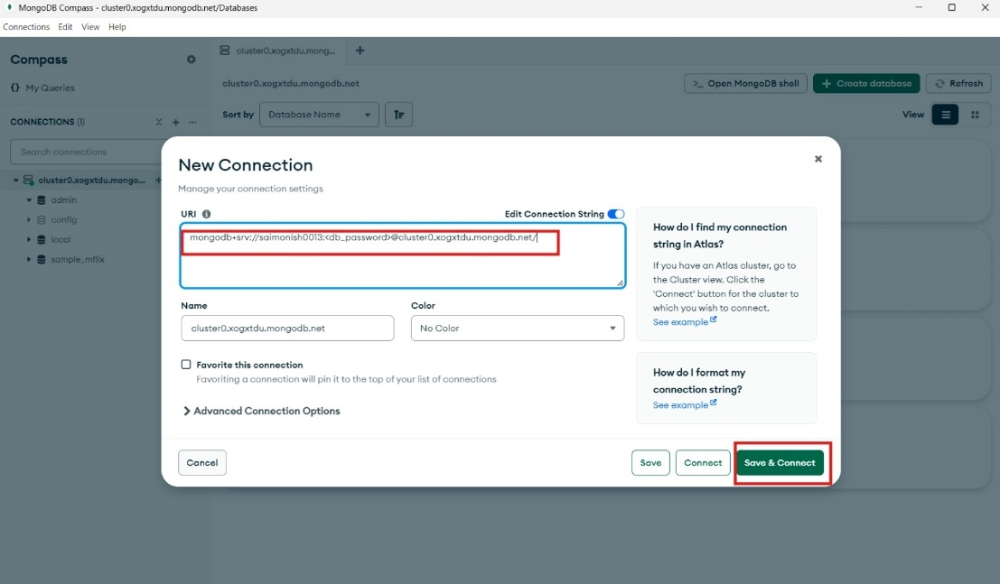 MongoDB Compass - cluster0.xogxtdu.mongodb.net/Databases
Connections Edit View Help
Compass
My Queries
CONNECTIONS (1)
Search connections
cluster0.xogxtdu.mongo...
admin
config
local
sample_mflix
cluster0.xogxtdu.mong...
cluster0.xogxtdu.mongodb.net
Open MongoDB shell
Create database
Refresh
Sort by Database Name
View
New Connection
Manage your connection settings
URI
Edit Connection String
mongodb+srv://saimonish0013:<db_password>@cluster0.xogxtdu.mongodb.net/
Name
cluster0.xogxtdu.mongodb.net
Color
No Color
Favorite this connection
Favoriting a connection will pin it to the top of your list of connections
Advanced Connection Options
How do I find my connection
string in Atlas?
If you have an Atlas cluster, go to
the Cluster view. Click the
'Connect' button for the cluster to
which you wish to connect.
See example
How do I format my
connection string?
See example
Cancel
Save
Connect
Save & Connect